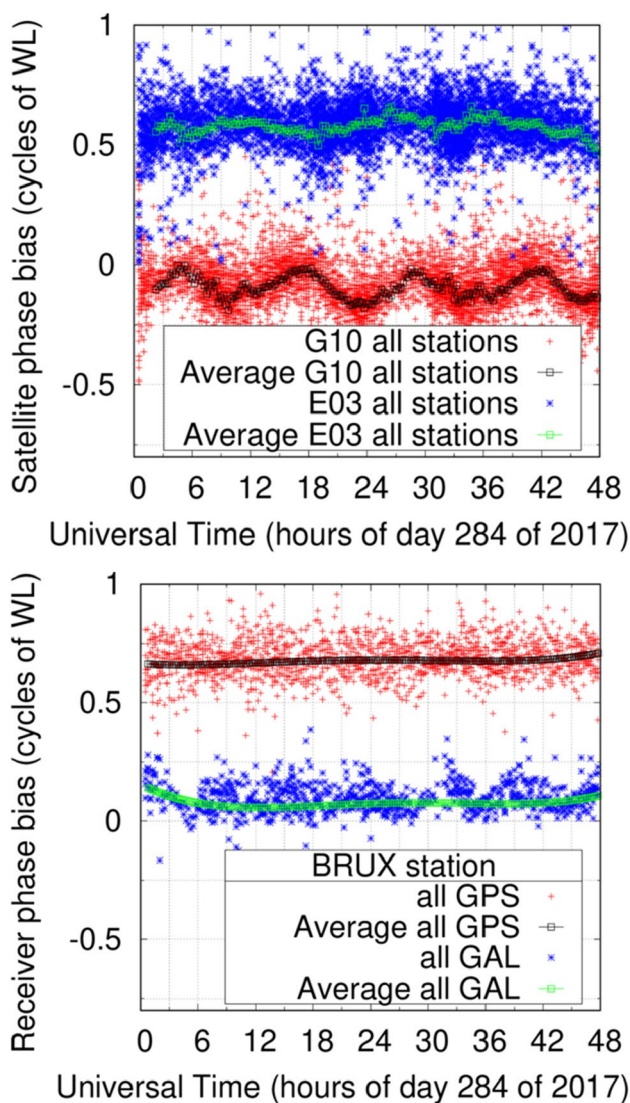 Satellite phase bias (cycles of WL)
1
0.5
0
-0.5
G10 all stations
Average G10 all stations
E03 all stations
Average E03 all stations
0 6 12 18 24 30 36 42 48
Universal Time (hours of day 284 of 2017)
Receiver phase bias (cycles of WL)
1
0.5
0
-0.5
BRUX station
all GPS
Average all GPS
all GAL
Average all GAL
0 6 12 18 24 30 36 42 48
Universal Time (hours of day 284 of 2017)